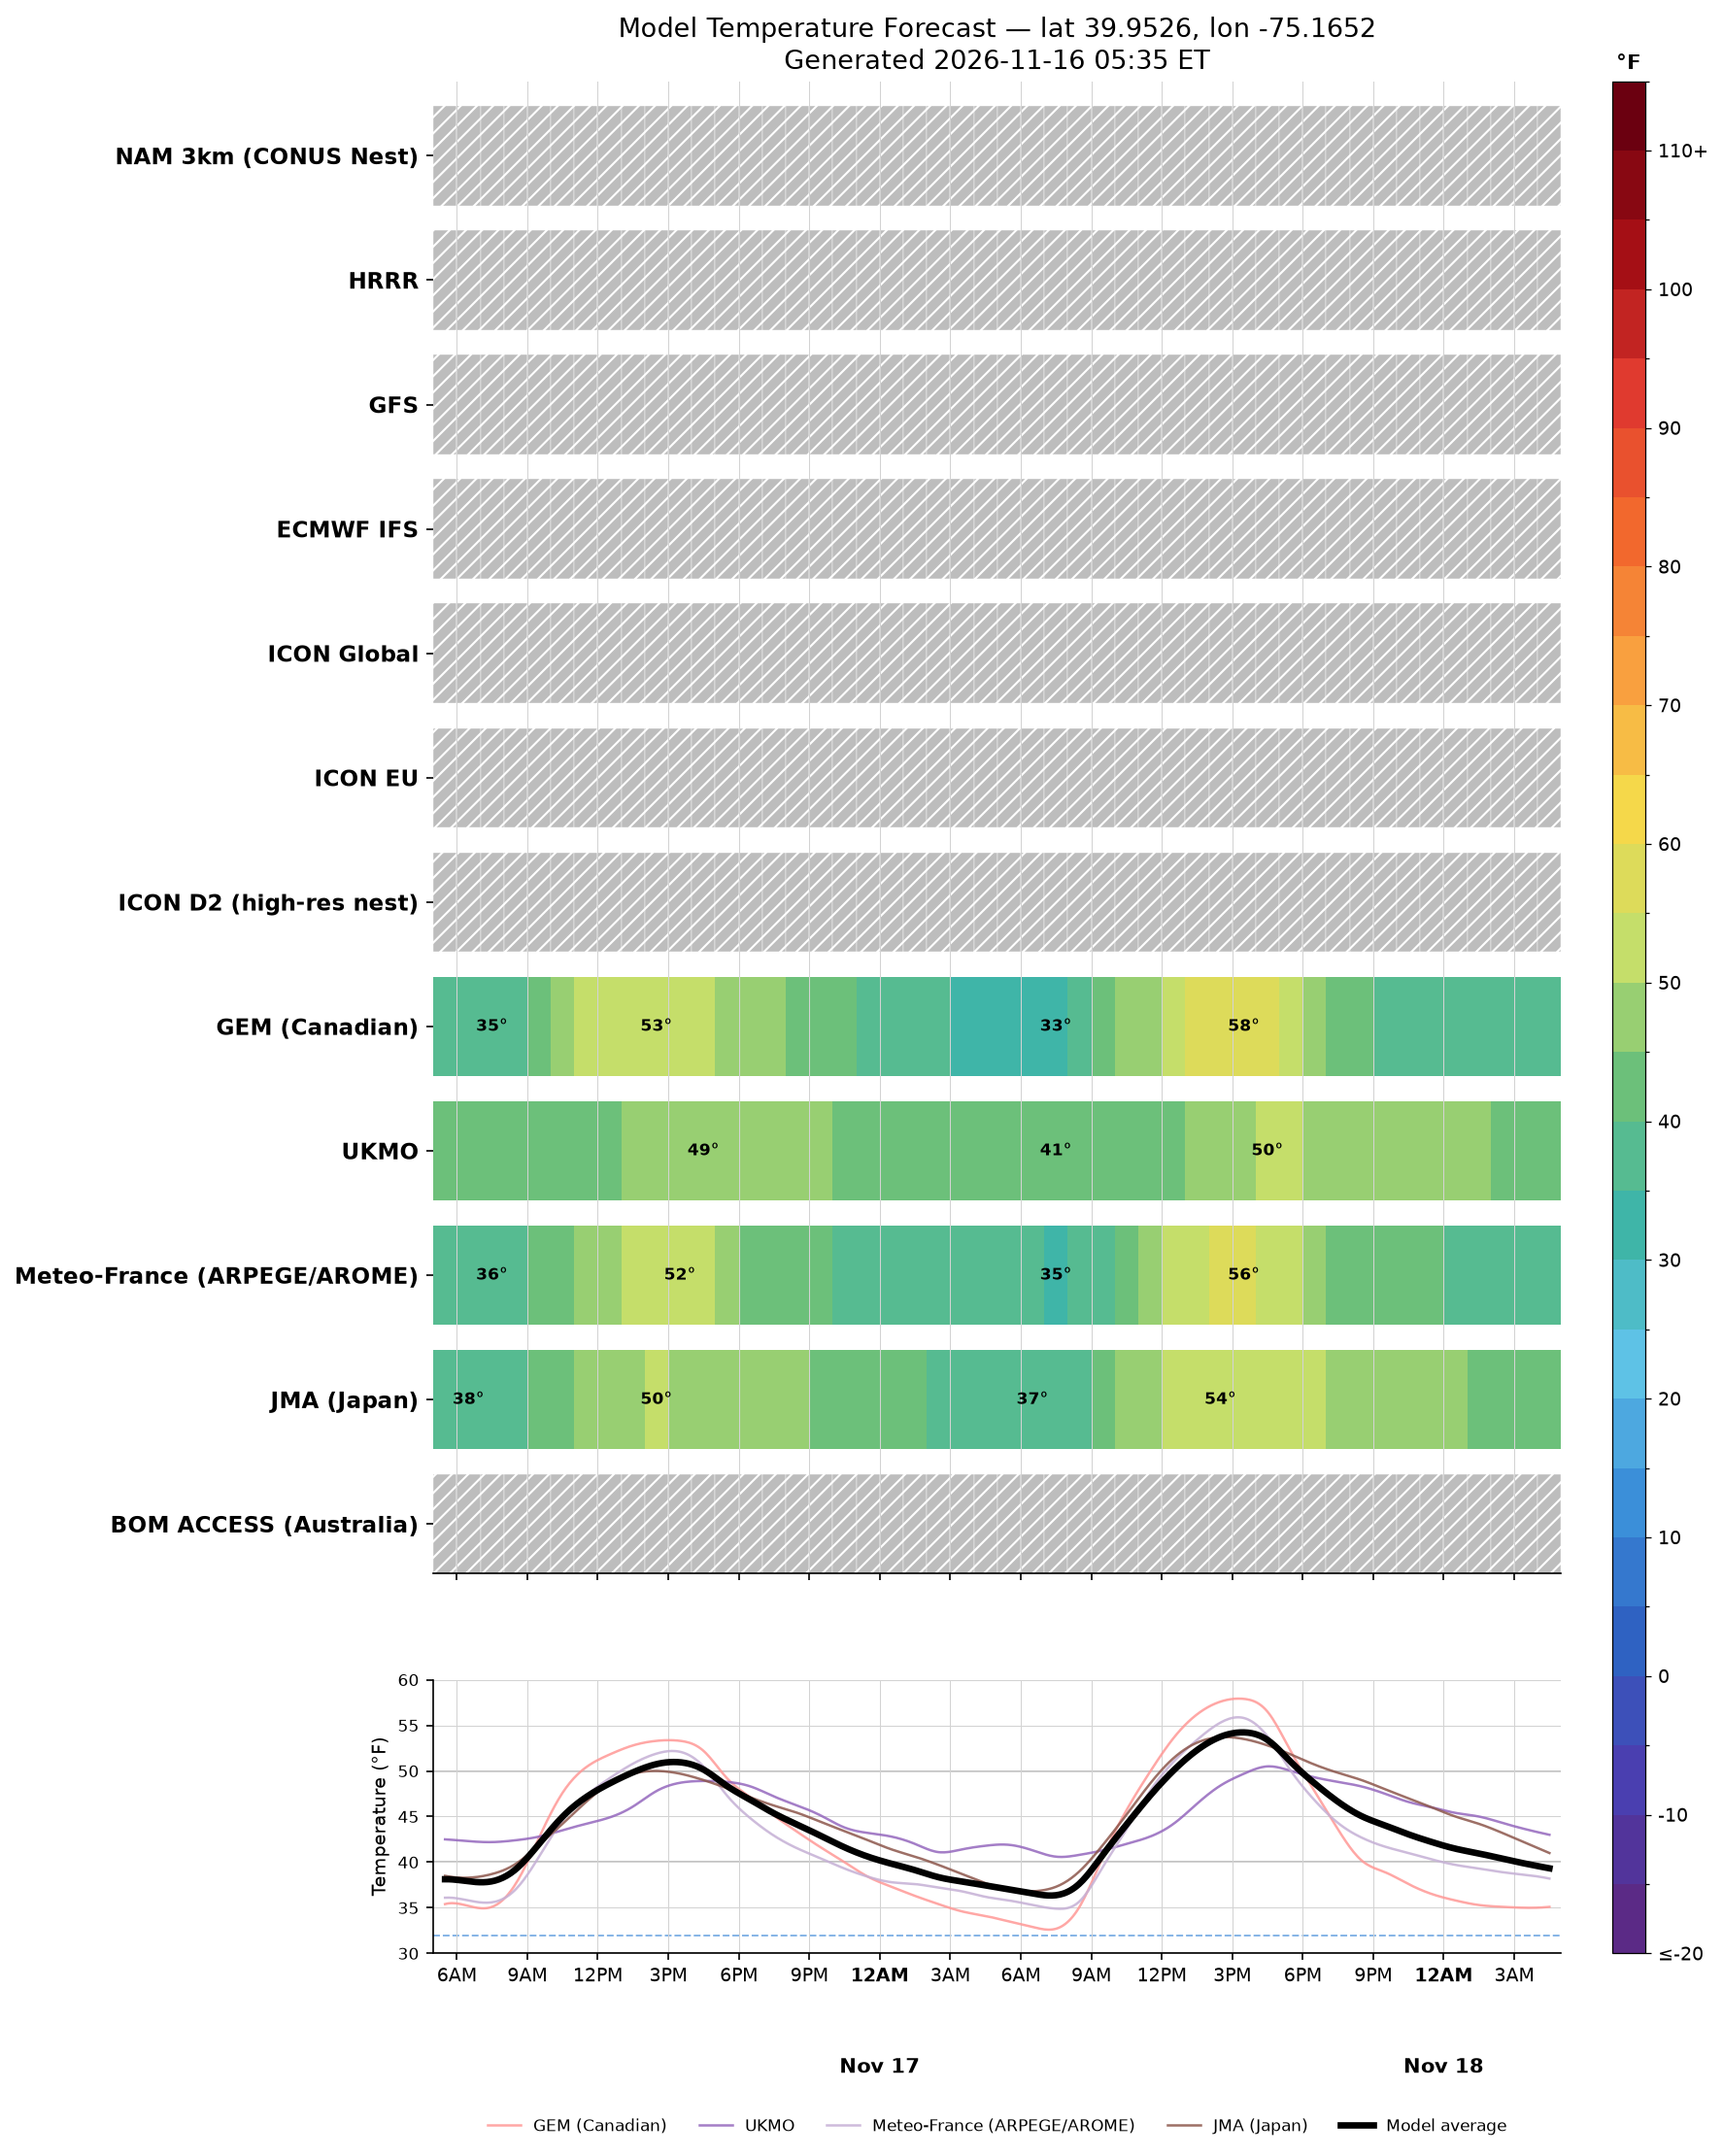 Model Temperature Forecast — lat 39.9526, lon -75.1652
Generated 2026-11-16 05:35 ET
°F
NAM 3km (CONUS Nest)
HRRR
GFS
ECMWF IFS
ICON Global
ICON EU
ICON D2 (high-res nest)
GEM (Canadian)
35° 53° 33° 58°
UKMO
49° 41° 50°
Meteo-France (ARPEGE/AROME)
36° 52° 35° 56°
JMA (Japan)
38° 50° 37° 54°
BOM ACCESS (Australia)
110+
100
90
80
70
60
50
40
30
20
10
0
-10
≤-20
Temperature (°F)
60
55
50
45
40
35
30
6AM 9AM 12PM 3PM 6PM 9PM 12AM 3AM 6AM 9AM 12PM 3PM 6PM 9PM 12AM 3AM
Nov 17 Nov 18
GEM (Canadian) UKMO Meteo-France (ARPEGE/AROME) JMA (Japan) Model average